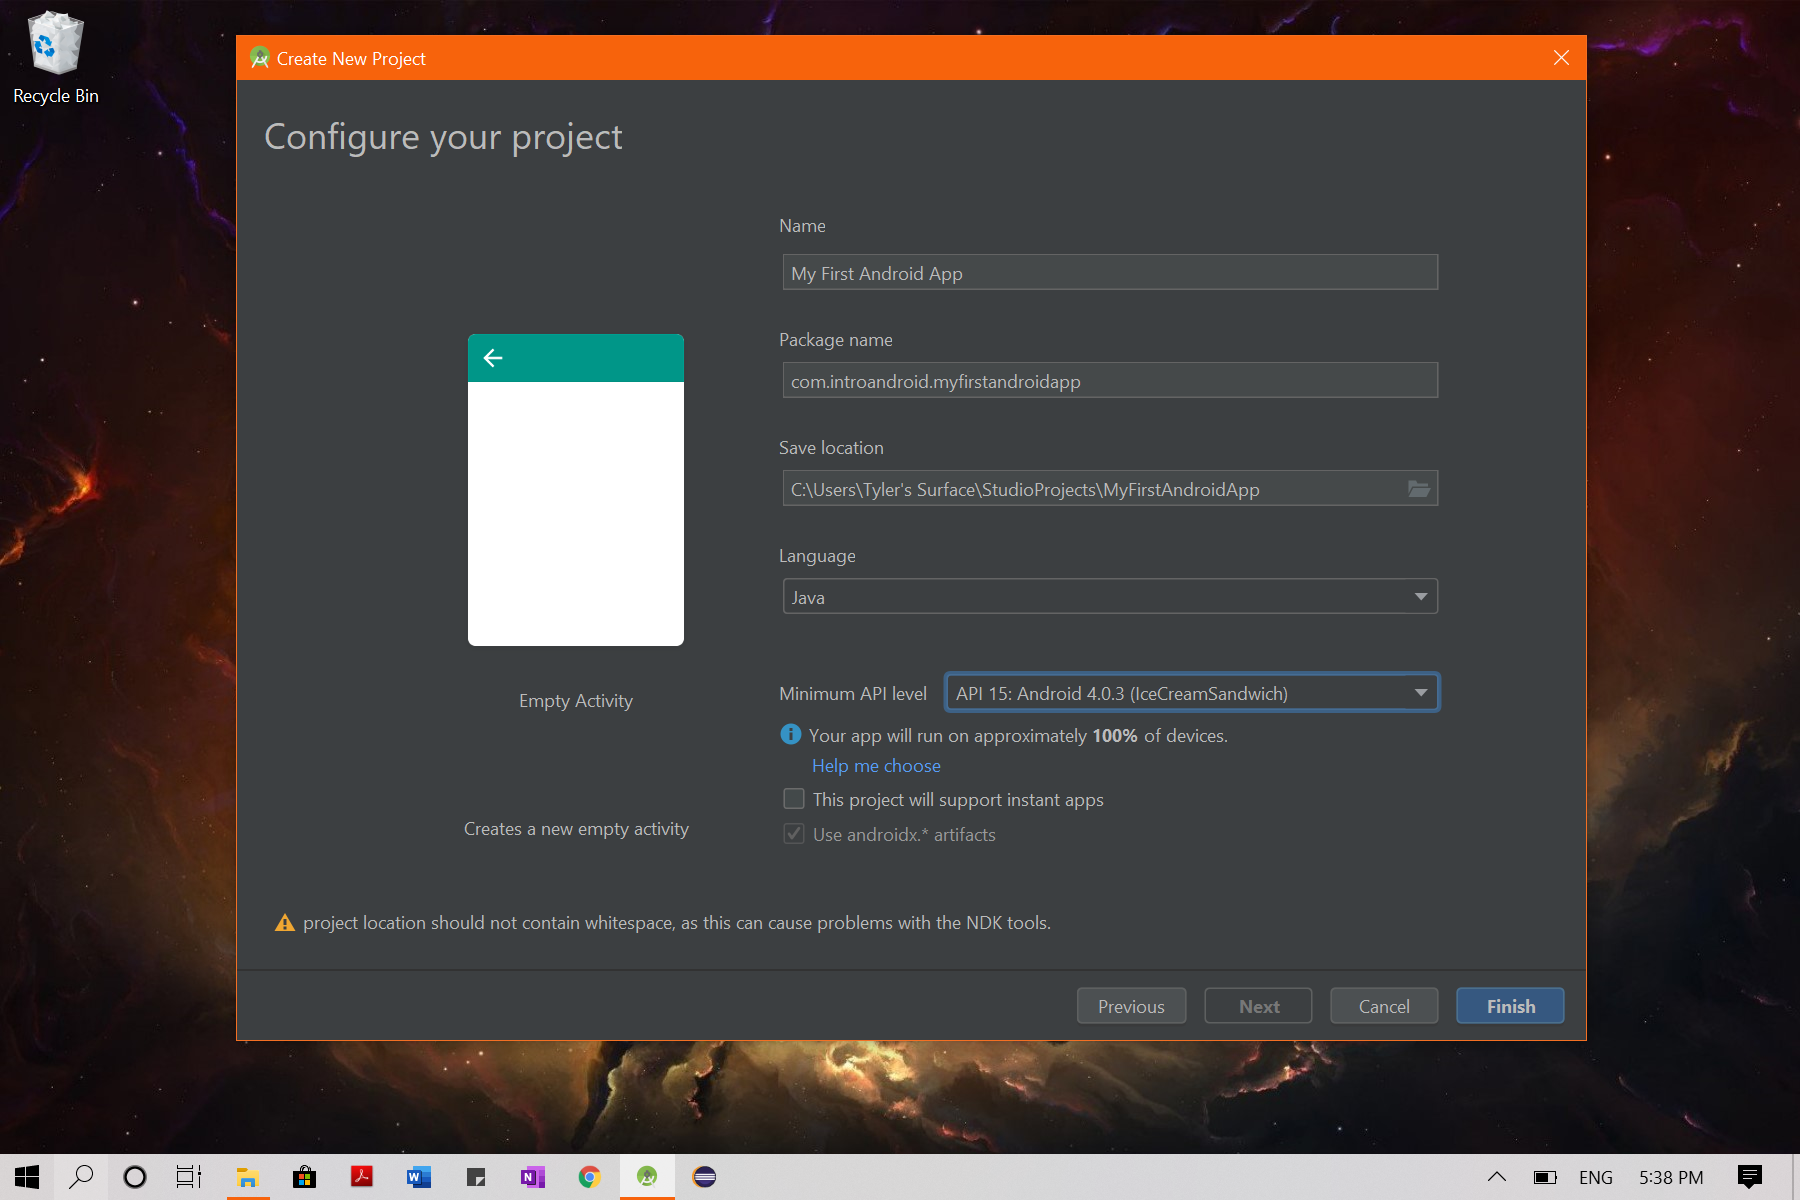 Recycle Bin
Create New Project
Configure your project
Name
My First Android App
Package name
com.introandroid.myfirstandroidapp
Save location
C:\Users\Tyler's Surface\StudioProjects\MyFirstAndroidApp
Language
Java
Minimum API level API 15: Android 4.0.3 (IceCreamSandwich)
Your app will run on approximately 100% of devices.
Help me choose
This project will support instant apps
Use androidx.* artifacts
Empty Activity
Creates a new empty activity
project location should not contain whitespace, as this can cause problems with the NDK tools.
Previous Next Cancel Finish
ENG 5:38 PM